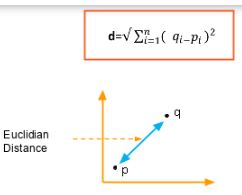 d=√∑ⁿᵢ₌₁( qᵢ₋pᵢ )²
q
Euclidian
Distance
p